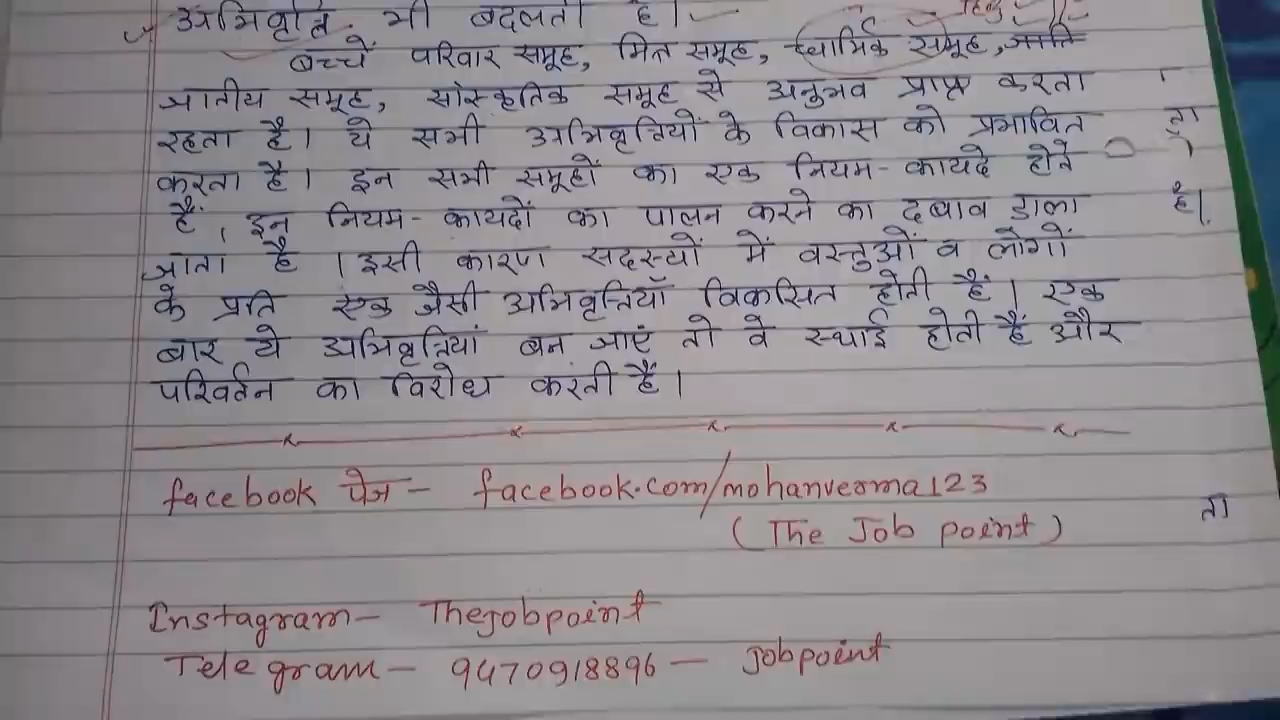 अभिवृति भी बदलती है।
बच्चें परिवार समूह, मित्र समूह, धार्मिक समूह, जाति
जातीय समूह, सांस्कृतिक समूह से अनुभव प्राप्त करता
रहता है। ये सभी अभिवृत्तियों के विकास को प्रभावित
करता है। इन सभी समूहों का एक नियम-कायदे होते
हैं, इन नियम-कायदों का पालन करने का दबाव डाला
जाता है। इसी कारण सदस्यों में वस्तुओं व लोगों
के प्रति एक जैसी अभिवृत्तियाँ विकसित होती हैं। एक
बार ये अभिवृत्तियां बन जाएं तो वे स्थाई होती हैं और
परिवर्तन का विरोध करती हैं।
facebook पेज - facebook.com/mohanverma123
(The Job point)
Instagram - Thejobpoint
Telegram - 9470918896 - Jobpoint
ता
है।
ता